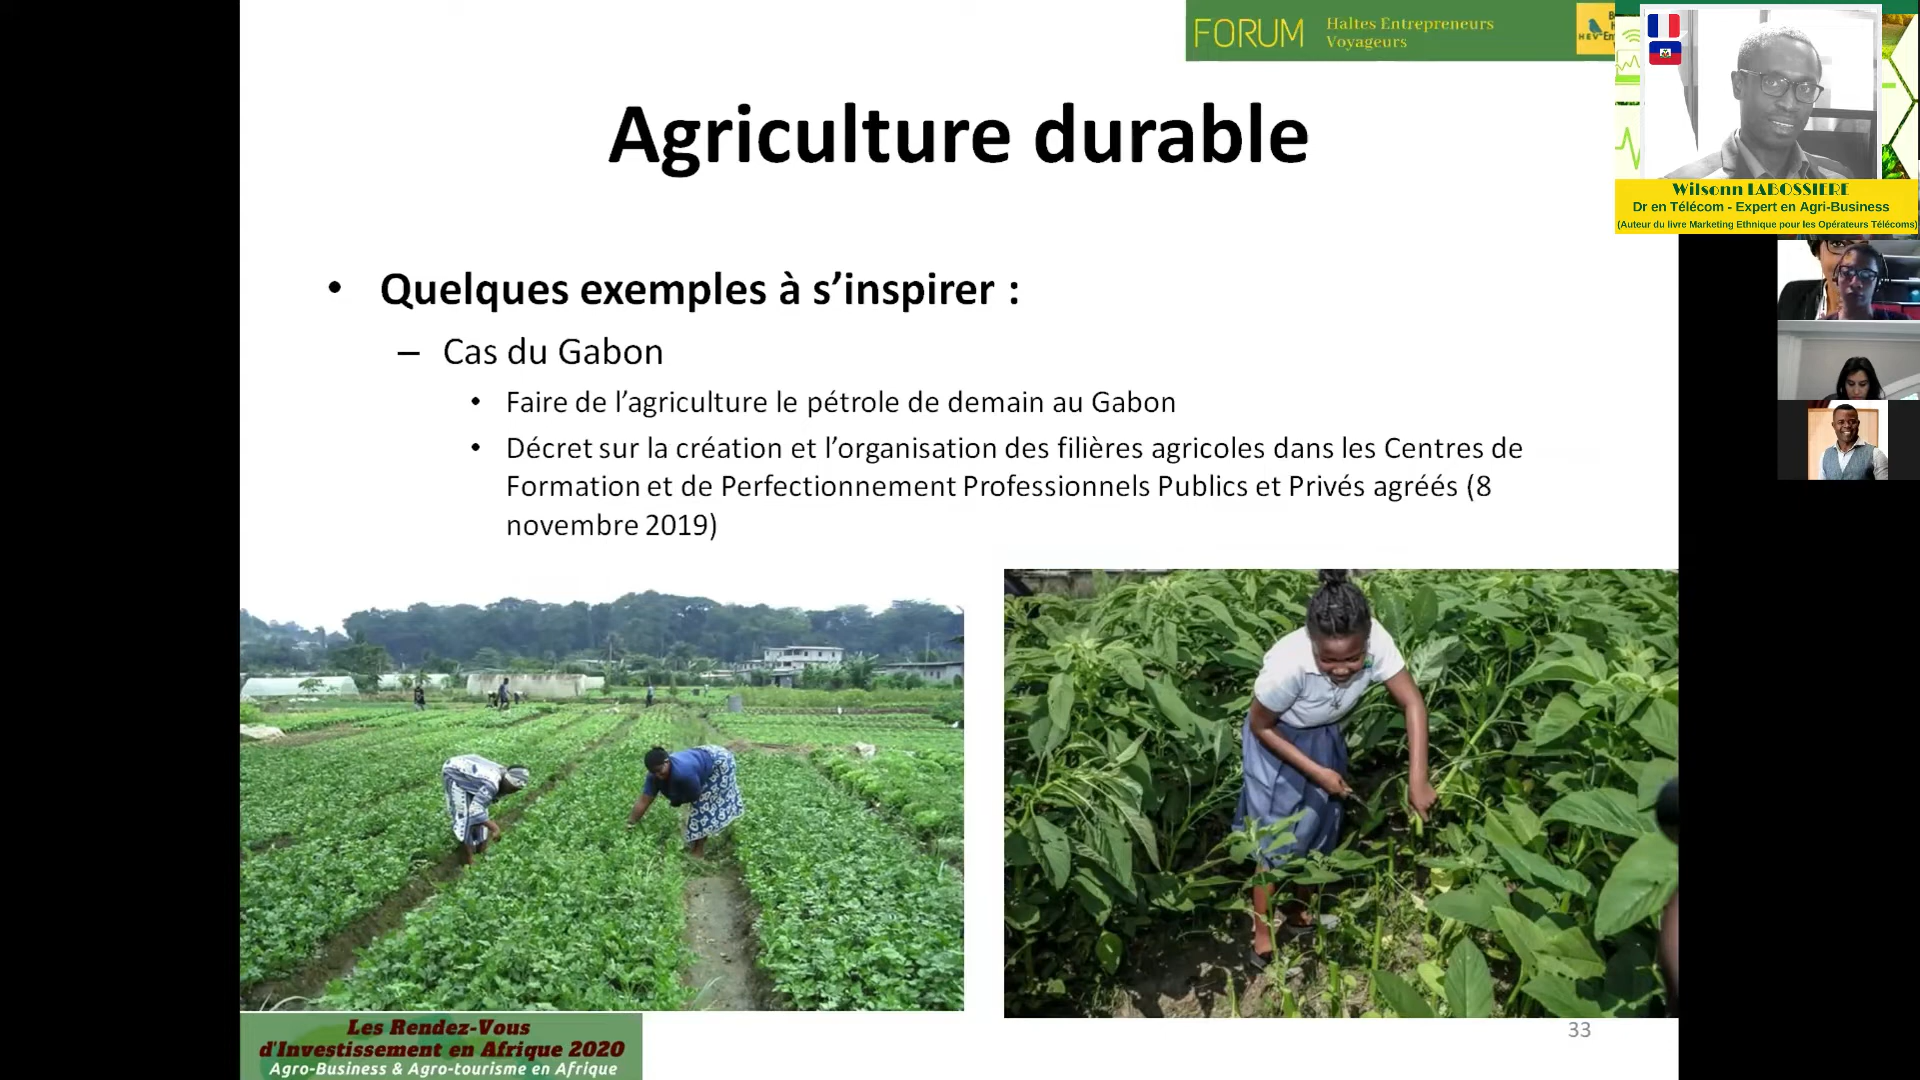 FORUM
Haltes Entrepreneurs
Voyageurs
Agriculture durable
Wilsonn LABOSSIERE
Dr en Télécom - Expert en Agri-Business
(Auteur du livre Marketing Ethnique pour les Opérateurs Télécoms)
• Quelques exemples à s’inspirer :
– Cas du Gabon
• Faire de l’agriculture le pétrole de demain au Gabon
• Décret sur la création et l’organisation des filières agricoles dans les Centres de
Formation et de Perfectionnement Professionnels Publics et Privés agréés (8
novembre 2019)
33
Les Rendez-Vous
d'Investissement en Afrique 2020
Agro-Business & Agro-tourisme en Afrique